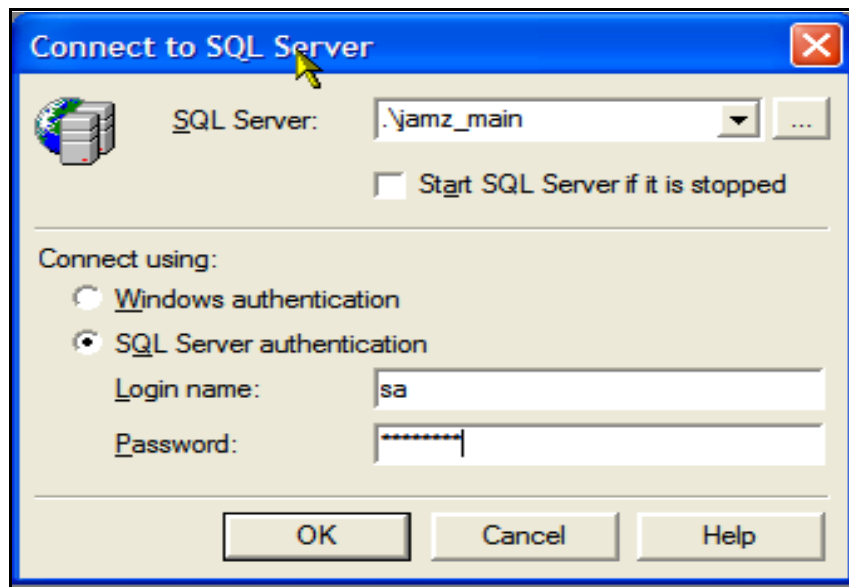 Connect to SQL Server
SQL Server: .\jamz_main ...
Start SQL Server if it is stopped
Connect using:
Windows authentication
SQL Server authentication
Login name: sa
Password: ********
OK Cancel Help